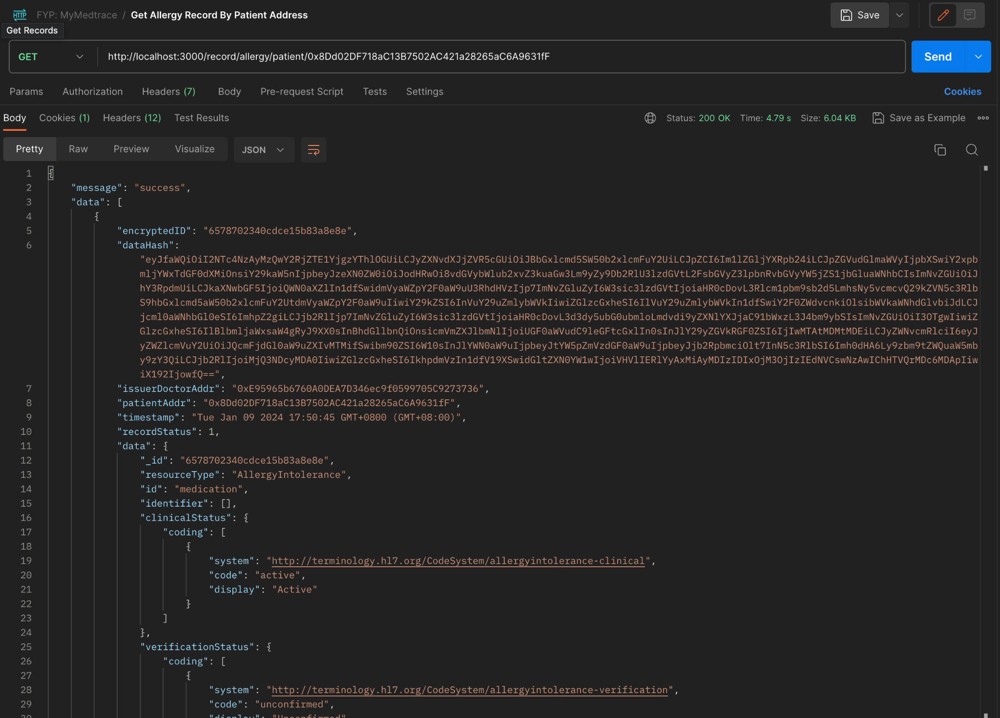 HTTP FYP: MyMedtrace / Get Allergy Record By Patient Address Save
Get Records
GET http://localhost:3000/record/allergy/patient/0x8Dd02DF718aC13B7502AC421a28265aC6A9631fF Send
Params Authorization Headers (7) Body Pre-request Script Tests Settings Cookies
Body Cookies (1) Headers (12) Test Results Status: 200 OK Time: 4.79 s Size: 6.04 KB Save as Example
Pretty Raw Preview Visualize JSON
1 {
2 "message": "success",
3 "data": [
4 {
5 "encryptedID": "6578702340cdce15b83a8e8e",
6 "dataHash":
"eyJfaWQiOiI2NTc4NzAyMzQwY2RjZTE1YjgzYThlOGUiLCJyZXNvdXJjZVR5cGUiOiJBbGxlcmd5SW50b2xlcmFuY2UiLCJpZCI6Im1lZGljYXRpb24iLCJpZGVudGlmaWVyIjpbXSwiY2xpb
mljYWxTdGF0dXMiOnsiY29kaW5nIjpbeyJzeXN0ZW0iOiJodHRwOi8vdGVybWlub2xvZ3kuaGw3Lm9yZy9Db2RlU3lzdGVtL2FsbGVyZ3lpbnRvbGVyYW5jZS1jbGluaWNhbCIsImNvZGUiOiJ
hY3RpdmUiLCJkaXNwbGF5IjoiQWN0aXZlIn1dfSwidmVyaWZpY2F0aW9uU3RhdHVzIjp7ImNvZGluZyI6W3sic3lzdGVtIjoiaHR0cDovL3Rlcm1pbm9sb2d5LmhsNy5vcmcvQ29kZVN5c3Rlb
S9hbGxlcmd5aW50b2xlcmFuY2UtdmVyaWZpY2F0aW9uIiwiY29kZSI6InVuY29uZmlybWVkIiwiZGlzcGxheSI6IlVuY29uZmlybWVkIn1dfSwiY2F0ZWdvcnkiOlsibWVkaWNhdGlvbiJdLCJ
jcml0aWNhbGl0eSI6ImhpZ2giLCJjb2RlIjp7ImNvZGluZyI6W3sic3lzdGVtIjoiaHR0cDovL3d3dy5ubG0ubmloLmdvdi9yZXNlYXJjaC91bWxzL3J4bm9ybSIsImNvZGUiOiI3OTgwIiwiZ
GlzcGxheSI6IlBlbmljaWxsaW4gRyJ9XX0sInBhdGllbnQiOnsicmVmZXJlbmNlIjoiUGF0aWVudC9leGFtcGxlIn0sInJlY29yZGVkRGF0ZSI6IjIwMTAtMDMtMDEiLCJyZWNvcmRlciI6eyJ
yZWZlcmVuY2UiOiJQcmFjdGl0aW9uZXIvMTMifSwibm90ZSI6W10sInJlYWN0aW9uIjpbeyJtYW5pZmVzdGF0aW9uIjpbeyJjb2RpbmciOlt7InN5c3RlbSI6Imh0dHA6Ly9zbm9tZWQuaW5mb
y9zY3QiLCJjb2RlIjoiMjQ3NDcyMDA0IiwiZGlzcGxheSI6IkhpdmVzIn1dfV19XSwidGltZXN0YW1wIjoiVHVlIERlYyAxMiAyMDIzIDIxOjM3OjIzIEdNVCswNzAwIChHTVQrMDc6MDApIiw
iX192IjowfQ==",
7 "issuerDoctorAddr": "0xE95965b6760A0DEA7D346ec9f0599705C9273736",
8 "patientAddr": "0x8Dd02DF718aC13B7502AC421a28265aC6A9631fF",
9 "timestamp": "Tue Jan 09 2024 17:50:45 GMT+0800 (GMT+08:00)",
10 "recordStatus": 1,
11 "data": {
12 "_id": "6578702340cdce15b83a8e8e",
13 "resourceType": "AllergyIntolerance",
14 "id": "medication",
15 "identifier": [],
16 "clinicalStatus": {
17 "coding": [
18 {
19 "system": "http://terminology.hl7.org/CodeSystem/allergyintolerance-clinical",
20 "code": "active",
21 "display": "Active"
22 }
23 ]
24 },
25 "verificationStatus": {
26 "coding": [
27 {
28 "system": "http://terminology.hl7.org/CodeSystem/allergyintolerance-verification",
29 "code": "unconfirmed",
30 "display": "Unconfirmed"